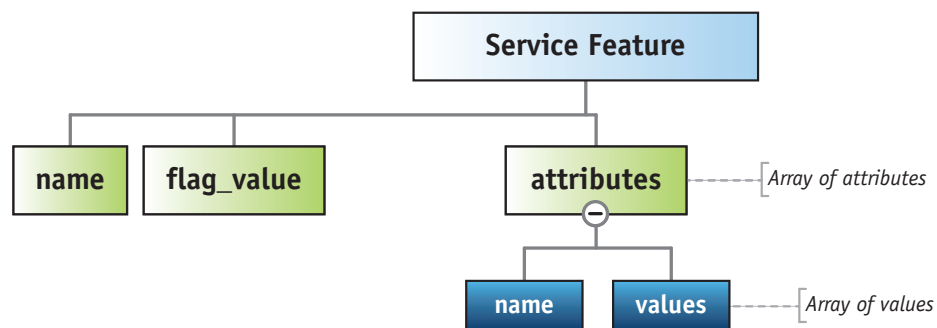 Service Feature
name
flag_value
attributes
Array of attributes
name
values
Array of values